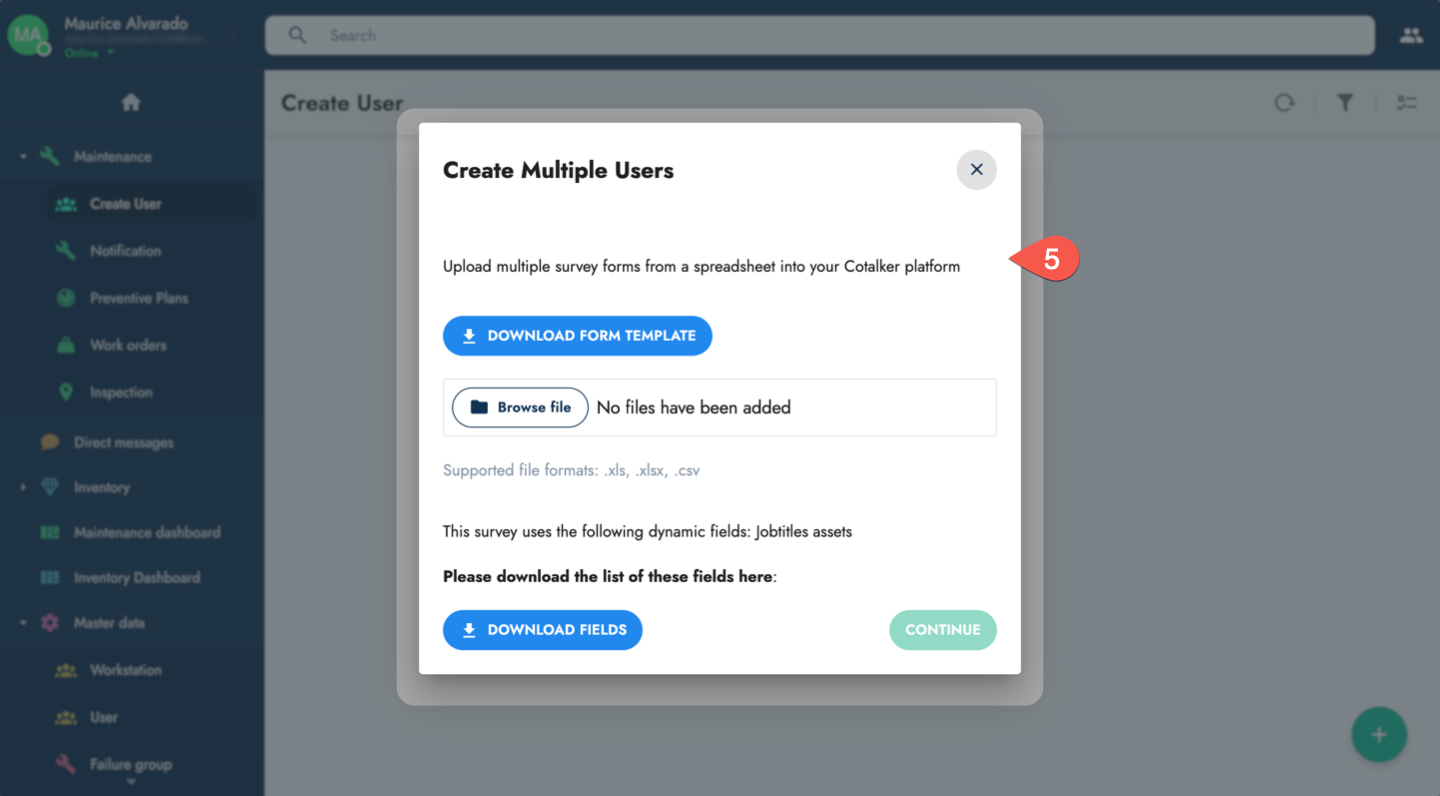 MA
Maurice Alvarado
Online
Search
Create User
Maintenance
Create User
Notification
Preventive Plans
Work orders
Inspection
Direct messages
Inventory
Maintenance dashboard
Inventory Dashboard
Master data
Workstation
User
Failure group
Create Multiple Users
Upload multiple survey forms from a spreadsheet into your Cotalker platform
5
DOWNLOAD FORM TEMPLATE
Browse file No files have been added
Supported file formats: .xls, .xlsx, .csv
This survey uses the following dynamic fields: Jobtitles assets
Please download the list of these fields here:
DOWNLOAD FIELDS CONTINUE